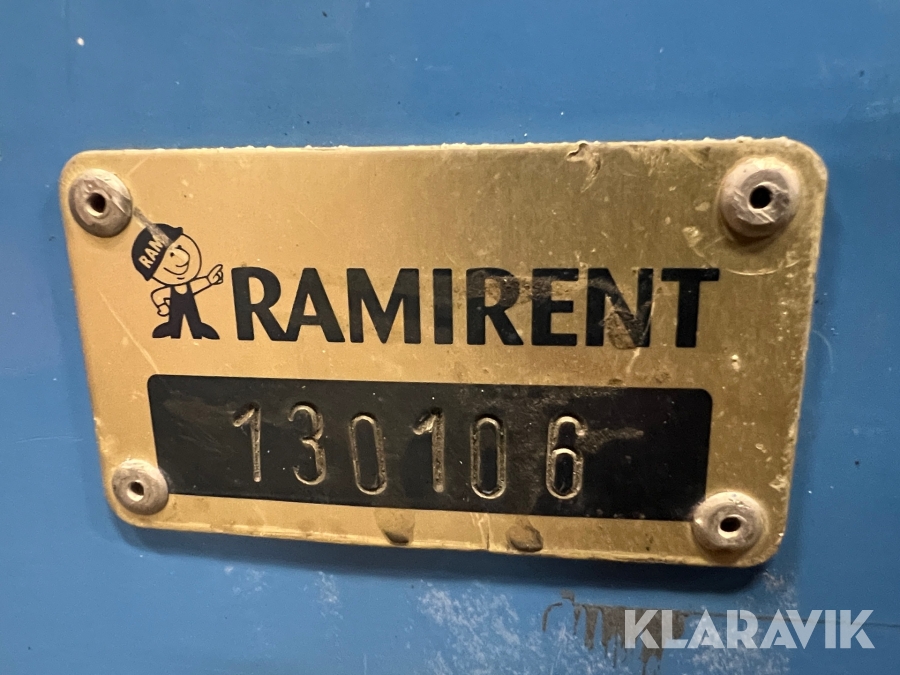 RAM
RAMIRENT
130106
KLARAVIK